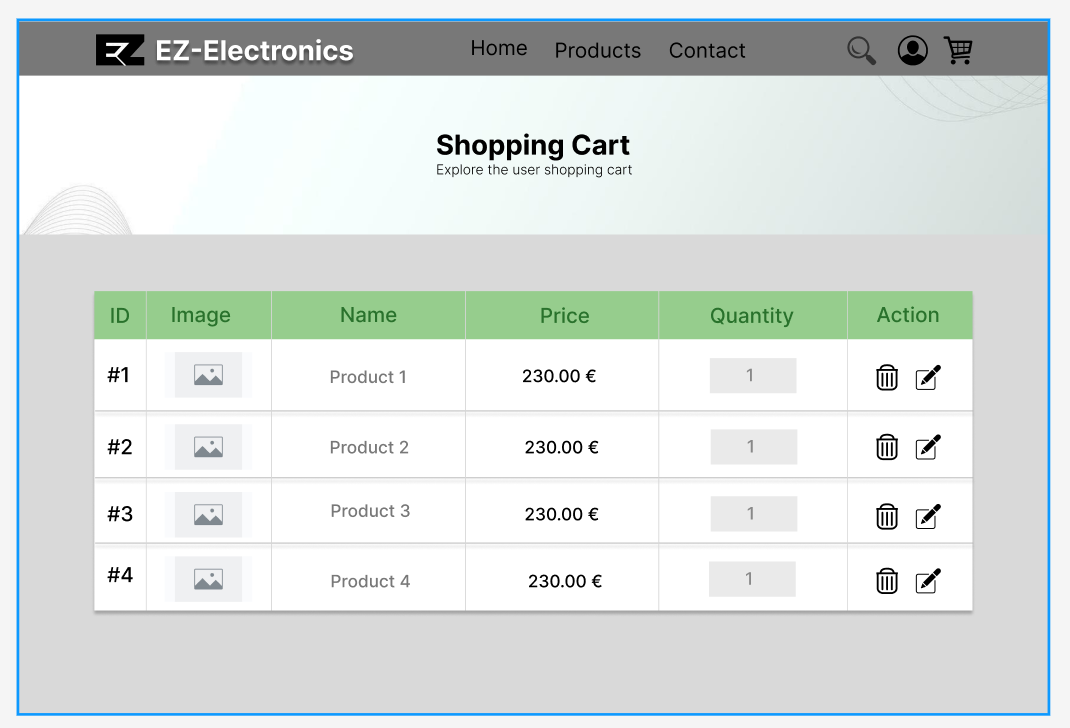 EZ EZ-Electronics Home Products Contact
Shopping Cart
Explore the user shopping cart
ID Image Name Price Quantity Action
#1 Product 1 230.00 € 1
#2 Product 2 230.00 € 1
#3 Product 3 230.00 € 1
#4 Product 4 230.00 € 1